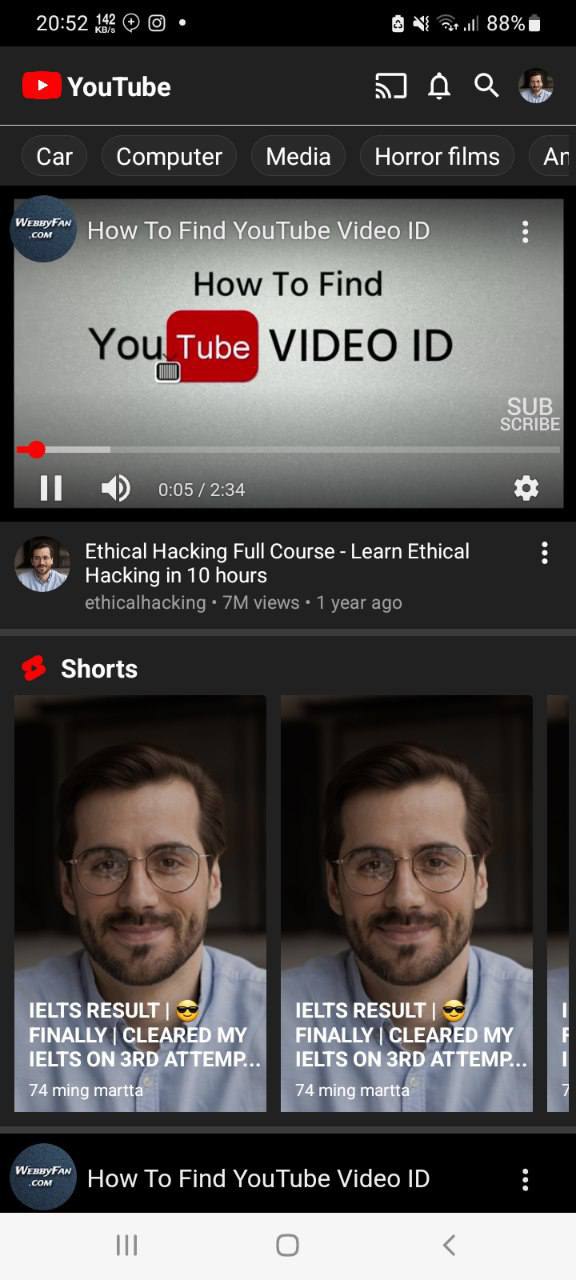 20:52 142 KB/s 88%
YouTube
Car Computer Media Horror films An
WEBBYFAN .COM How To Find YouTube Video ID
How To Find
YouTube VIDEO ID
SUB
SCRIBE
0:05 / 2:34
Ethical Hacking Full Course - Learn Ethical
Hacking in 10 hours
ethicalhacking • 7M views • 1 year ago
Shorts
IELTS RESULT | 😎
FINALLY | CLEARED MY
IELTS ON 3RD ATTEMP...
74 ming martta
IELTS RESULT | 😎
FINALLY | CLEARED MY
IELTS ON 3RD ATTEMP...
74 ming martta
WEBBYFAN .COM How To Find YouTube Video ID